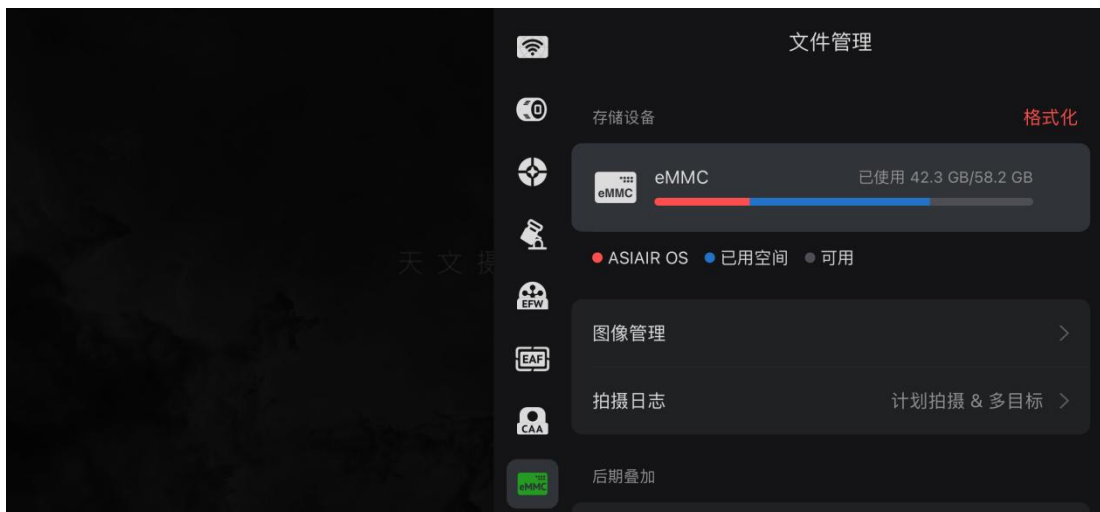 文件管理
存储设备
格式化
eMMC
eMMC
已使用 42.3 GB/58.2 GB
ASIAIR OS
已用空间
可用
天文摄
EFW
图像管理
EAF
拍摄日志
计划拍摄 & 多目标
CAA
eMMC
后期叠加